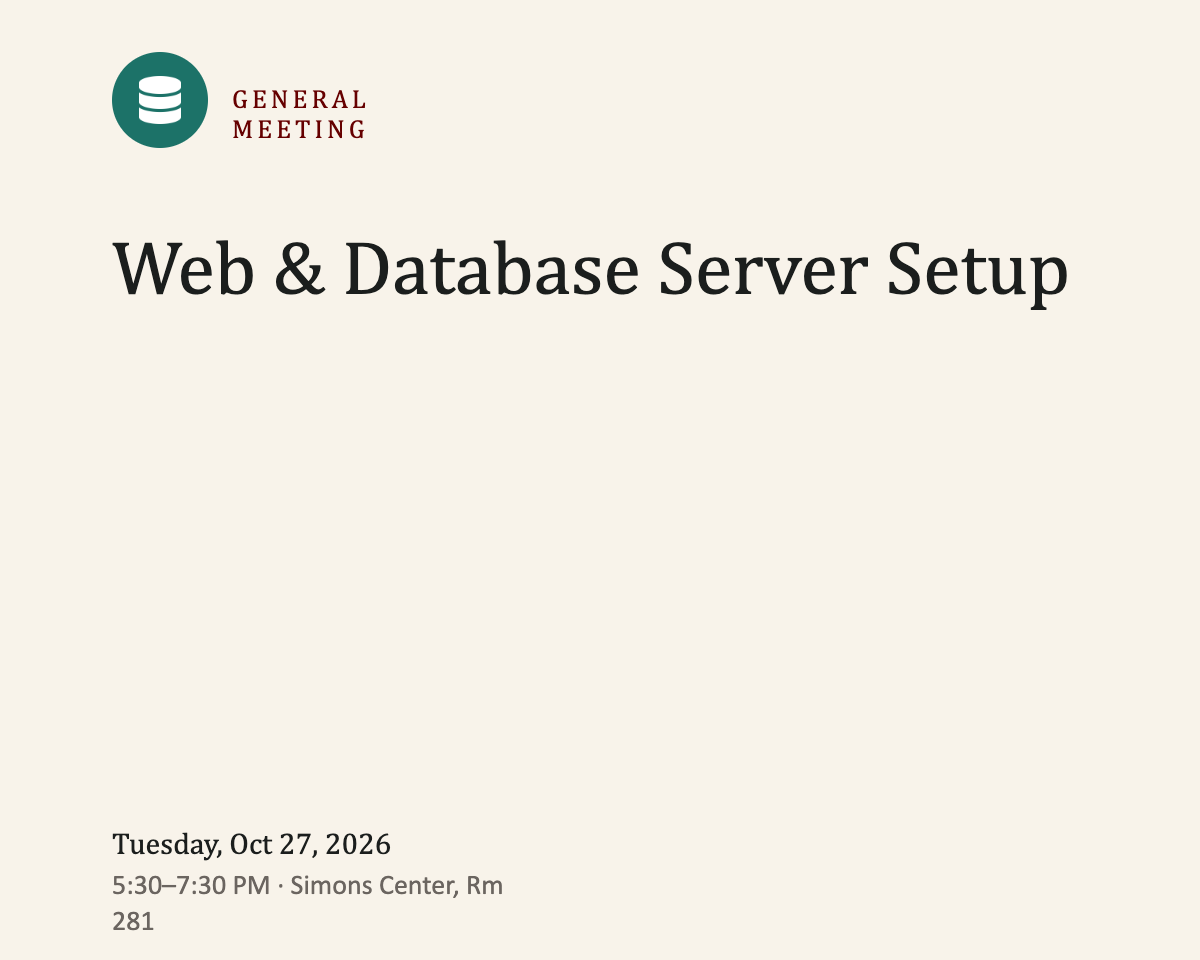 GENERAL
MEETING
Web & Database Server Setup
Tuesday, Oct 27, 2026
5:30–7:30 PM · Simons Center, Rm
281